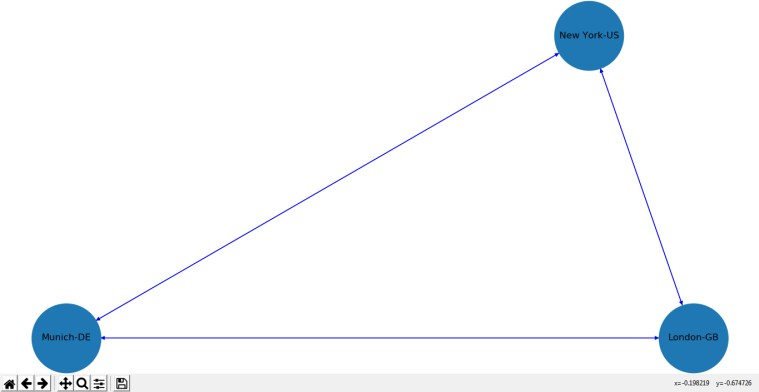 New York-US
Munich-DE
London-GB
x=-0.198219 y=-0.674726